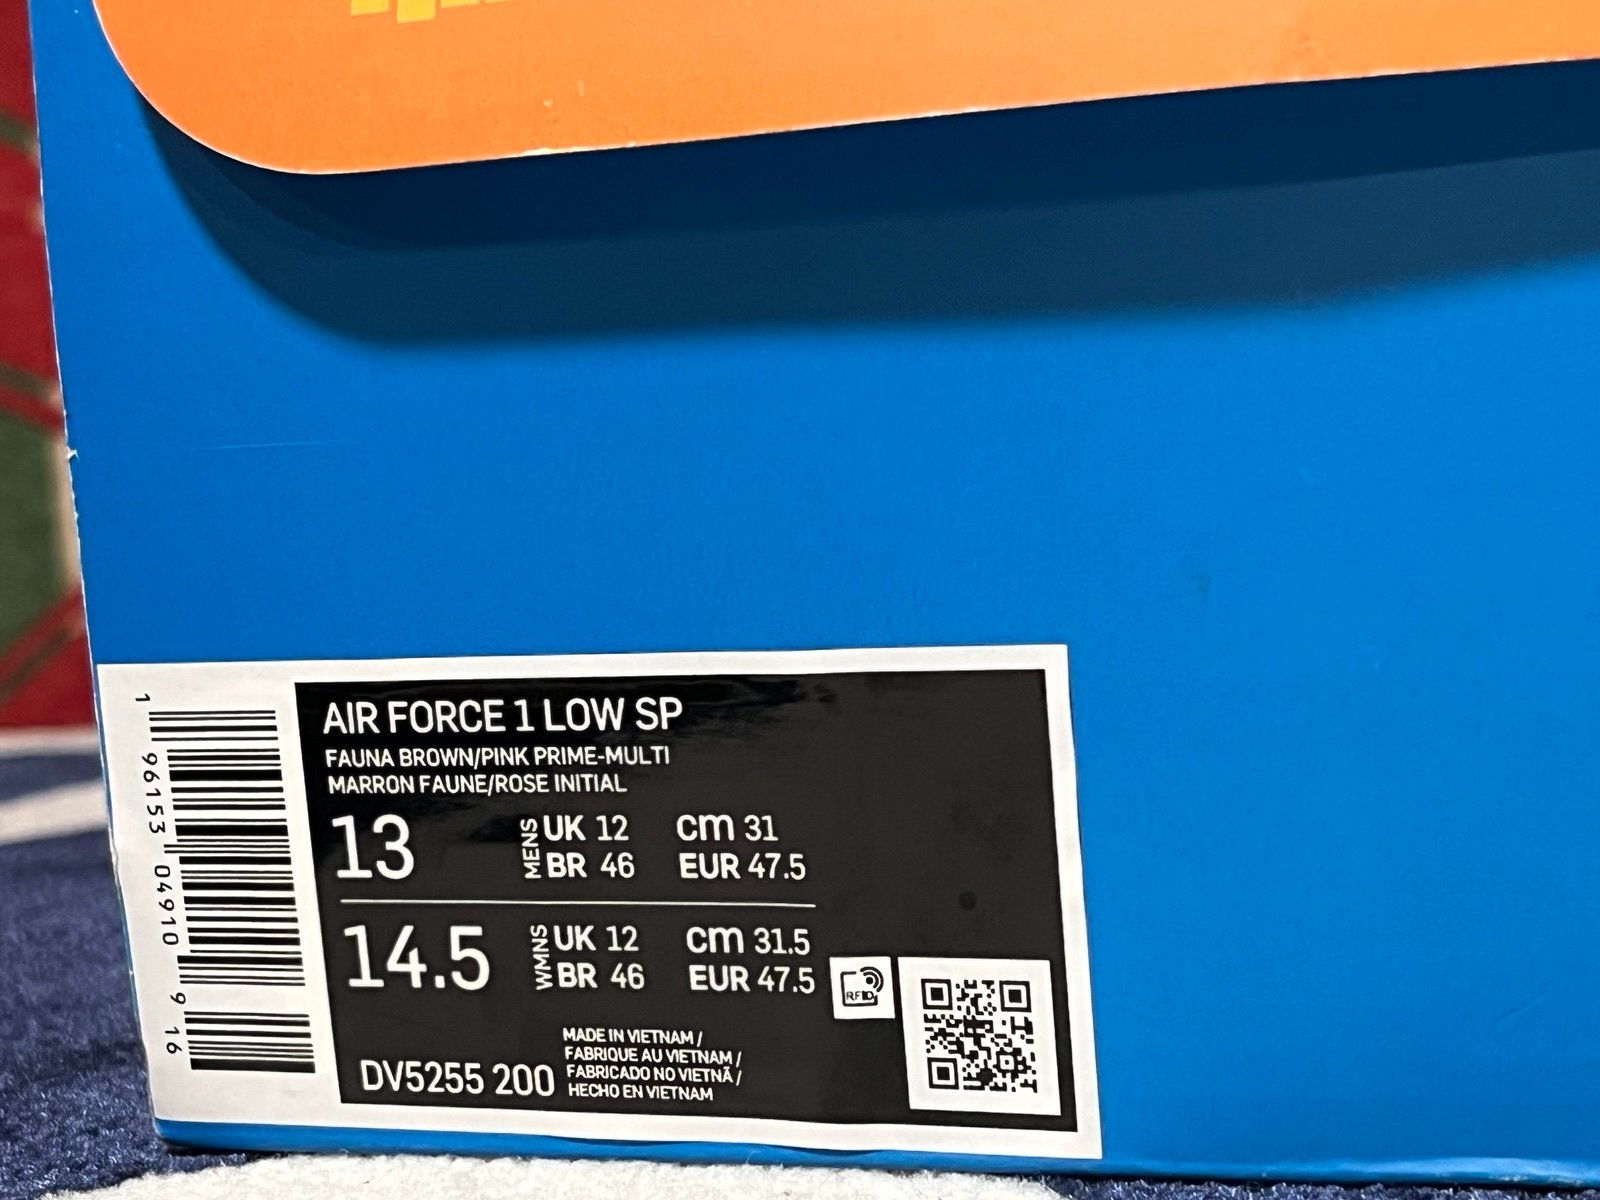 AIR FORCE 1 LOW SP
FAUNA BROWN/PINK PRIME-MULTI
MARRON FAUNE/ROSE INITIAL
13 MENS UK 12 cm 31
BR 46 EUR 47.5
14.5 WMNS UK 12 cm 31.5
BR 46 EUR 47.5
RFID
DV5255 200
MADE IN VIETNAM /
FABRIQUE AU VIETNAM /
FABRICADO NO VIETNÃ /
HECHO EN VIETNAM
1 96153 04910 9 16